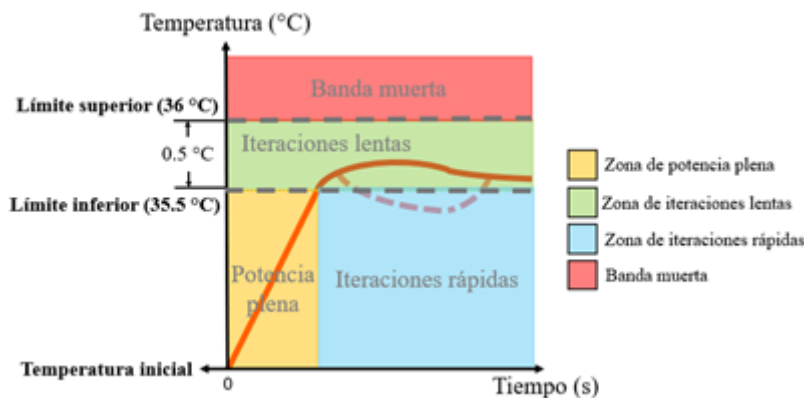 Temperatura (°C)
Banda muerta
Límite superior (36 °C)
Iteraciones lentas
0.5 °C
Límite inferior (35.5 °C)
Potencia
plena
Iteraciones rápidas
Temperatura inicial
0
Tiempo (s)
Zona de potencia plena
Zona de iteraciones lentas
Zona de iteraciones rápidas
Banda muerta